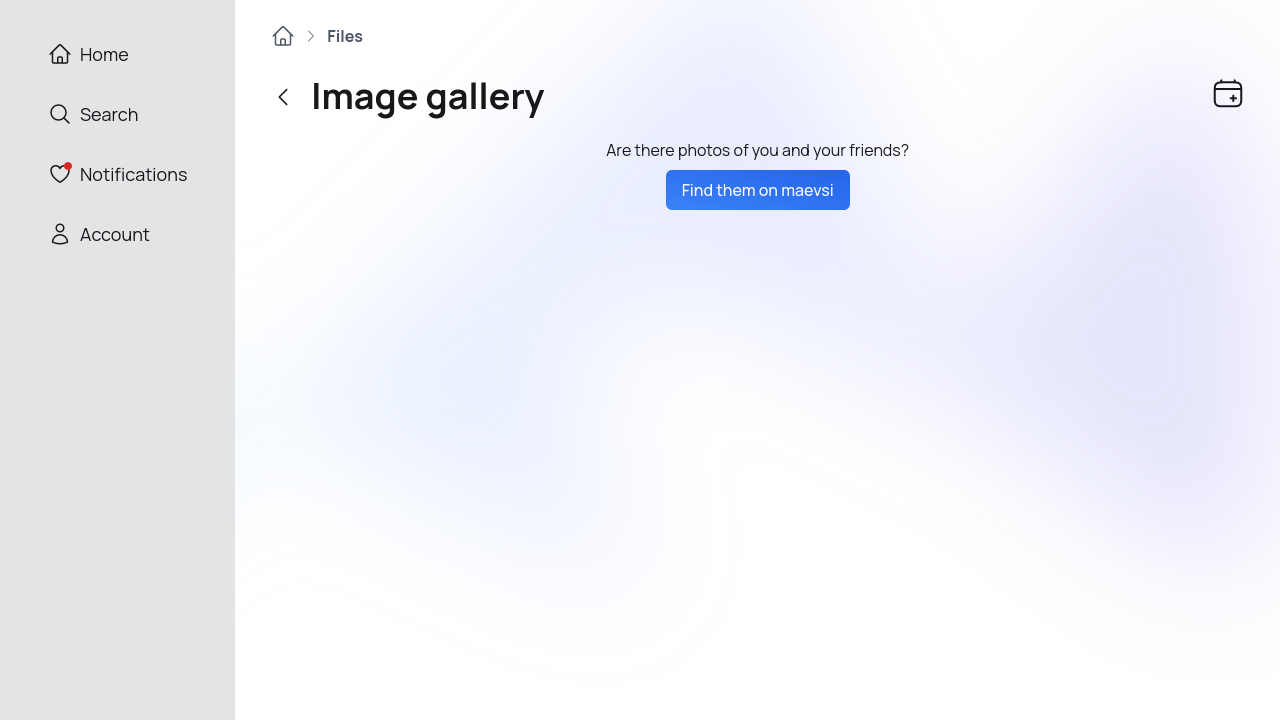 Home
Search
Notifications
Account
Files
Image gallery
Are there photos of you and your friends?
Find them on maevsi